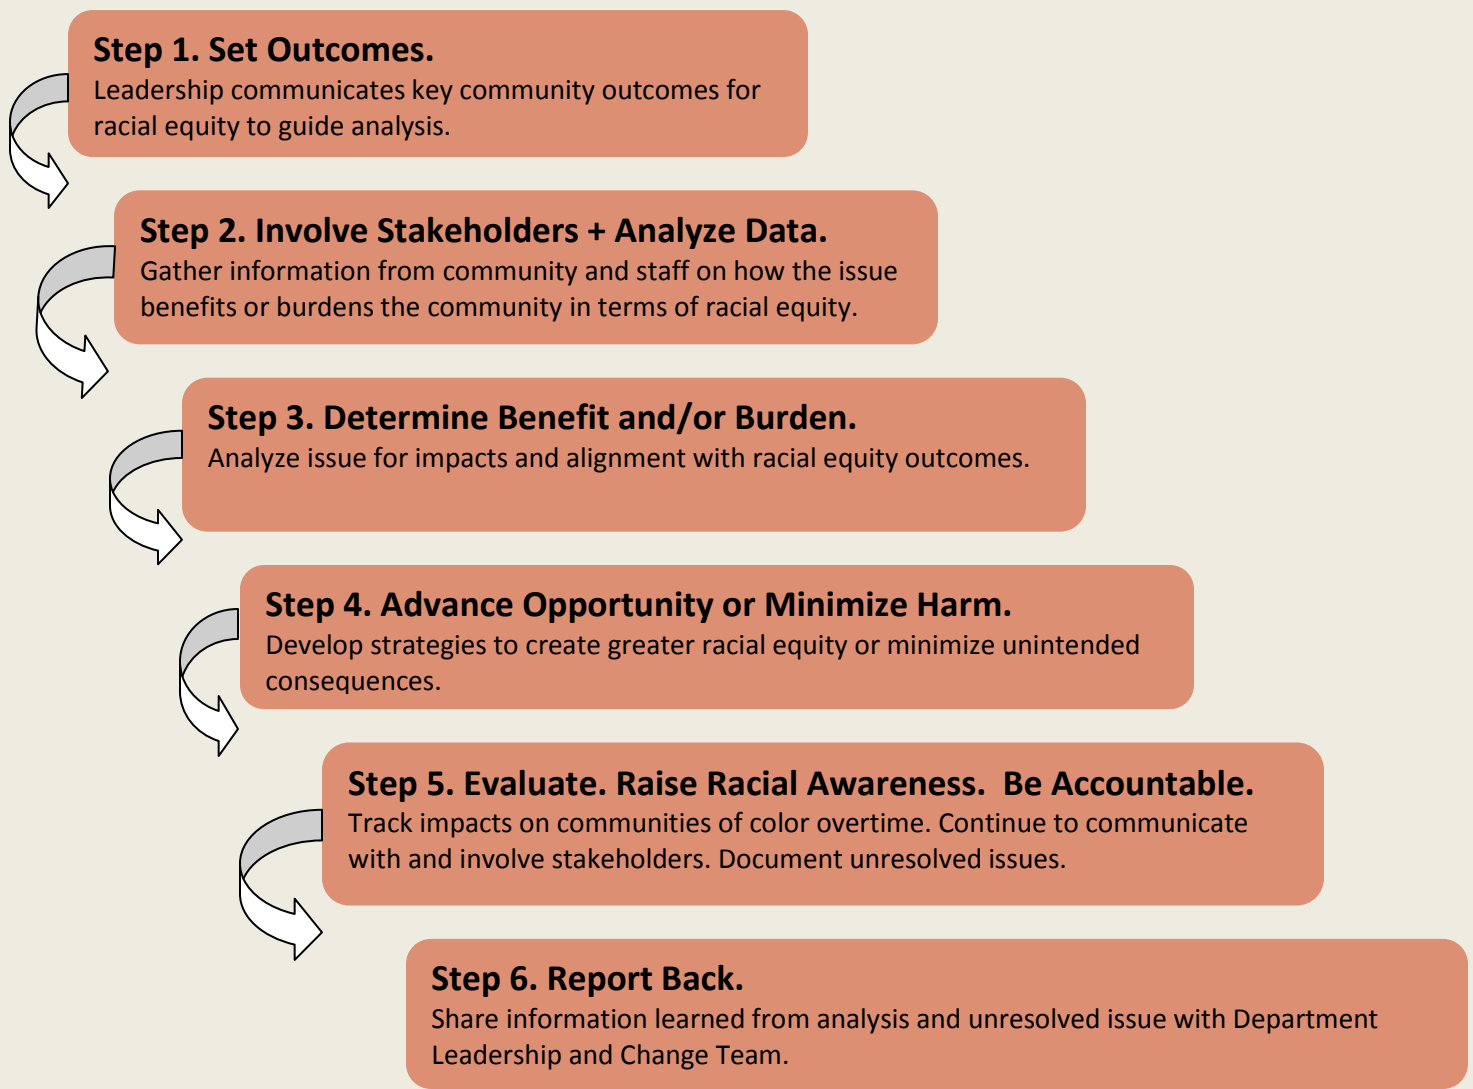 Step 1. Set Outcomes.
Leadership communicates key community outcomes for
racial equity to guide analysis.
Step 2. Involve Stakeholders + Analyze Data.
Gather information from community and staff on how the issue
benefits or burdens the community in terms of racial equity.
Step 3. Determine Benefit and/or Burden.
Analyze issue for impacts and alignment with racial equity outcomes.
Step 4. Advance Opportunity or Minimize Harm.
Develop strategies to create greater racial equity or minimize unintended
consequences.
Step 5. Evaluate. Raise Racial Awareness.  Be Accountable.
Track impacts on communities of color overtime. Continue to communicate
with and involve stakeholders. Document unresolved issues.
Step 6. Report Back.
Share information learned from analysis and unresolved issue with Department
Leadership and Change Team.